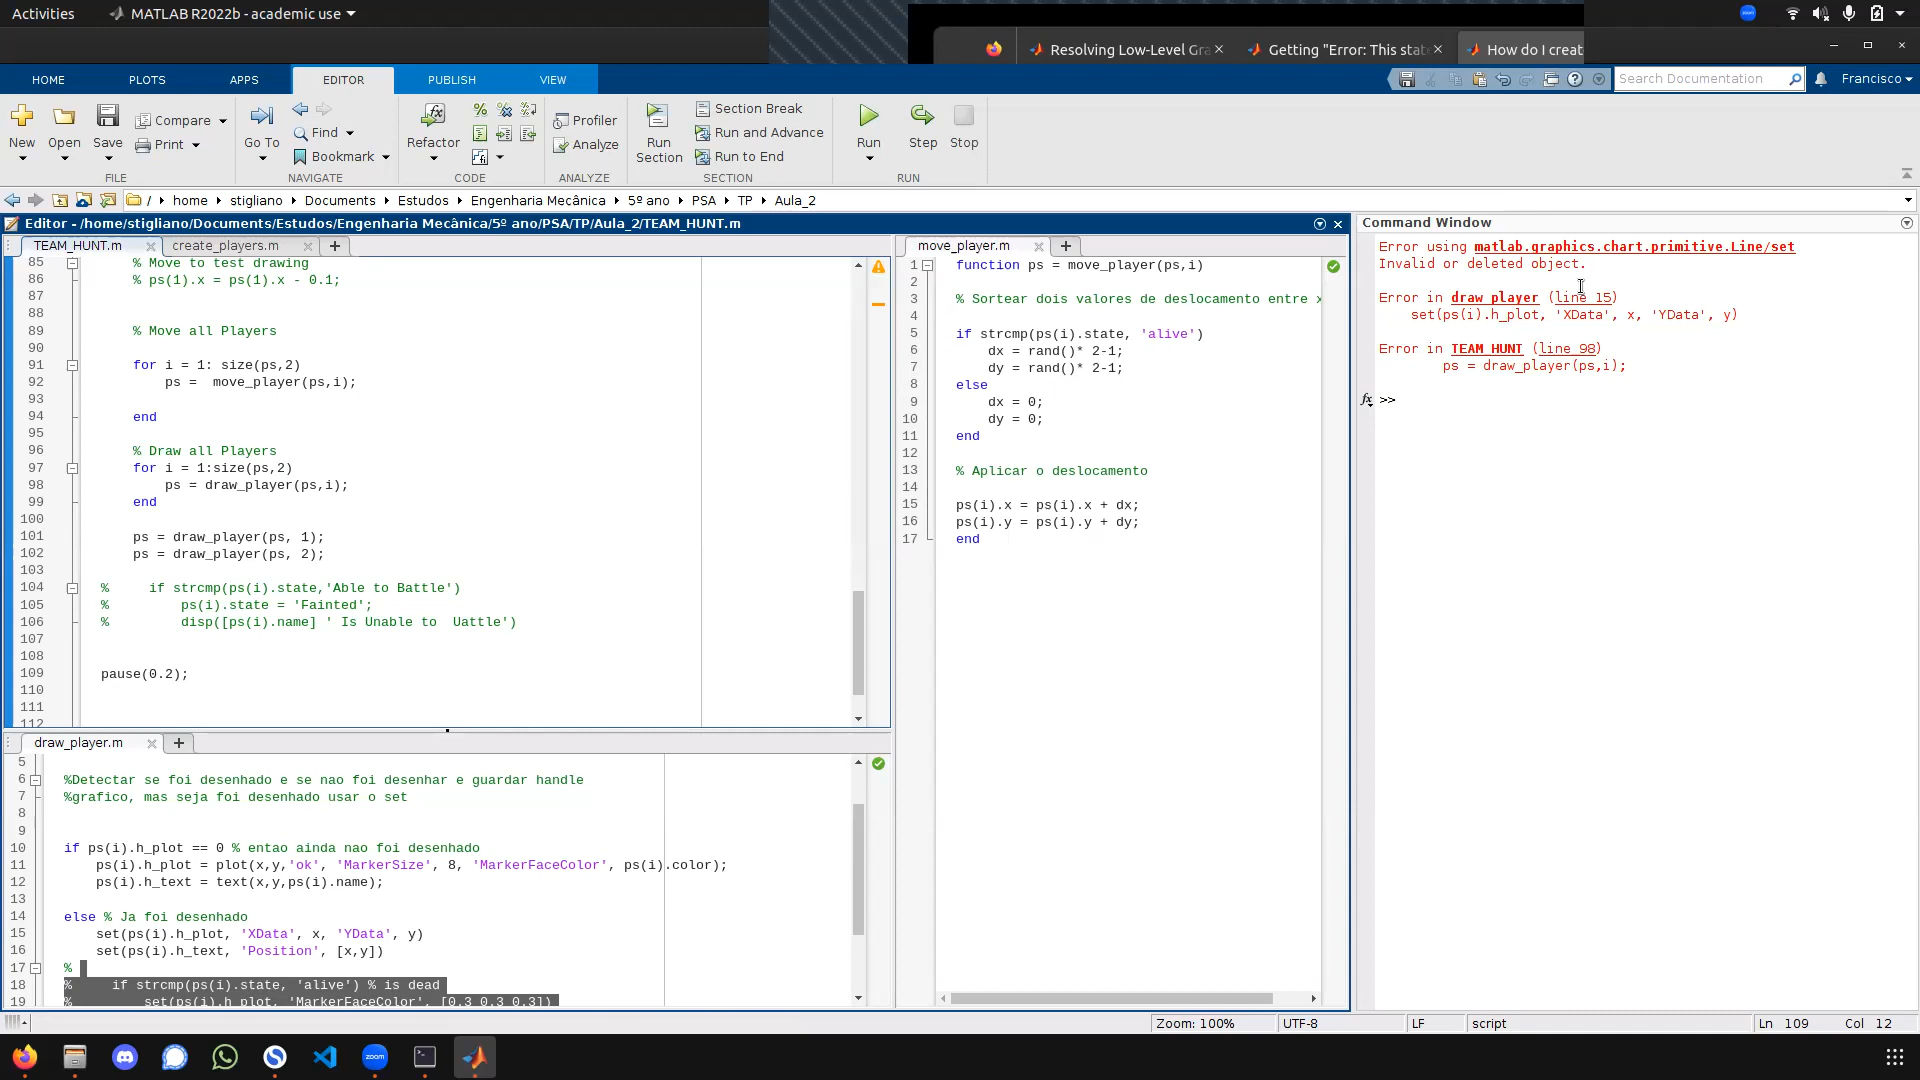 Activities MATLAB R2022b - academic use
Resolving Low-Level Gra Getting "Error: This stat How do I creat
HOME PLOTS APPS EDITOR PUBLISH VIEW Search Documentation Francisco
New Open Save Compare Print Go To Find Bookmark Refactor Profiler Analyze Run Section Section Break Run and Advance Run to End Run Step Stop
FILE NAVIGATE CODE ANALYZE SECTION RUN
/ home stigliano Documents Estudos Engenharia Mecânica 5º ano PSA TP Aula_2
Editor - /home/stigliano/Documents/Estudos/Engenharia Mecânica/5º ano/PSA/TP/Aula_2/TEAM_HUNT.m
TEAM_HUNT.m create_players.m +
85 % Move to test drawing
86 % ps(1).x = ps(1).x - 0.1;
87
88
89 % Move all Players
90
91 for i = 1: size(ps,2)
92 ps =  move_player(ps,i);
93
94 end
95
96 % Draw all Players
97 for i = 1:size(ps,2)
98 ps = draw_player(ps,i);
99 end
100
101 ps = draw_player(ps, 1);
102 ps = draw_player(ps, 2);
103
104 %     if strcmp(ps(i).state,'Able to Battle')
105 %         ps(i).state = 'Fainted';
106 %         disp([ps(i).name] ' Is Unable to  Uattle')
107
108
109 pause(0.2);
110
111
112
draw_player.m +
5
6 %Detectar se foi desenhado e se nao foi desenhar e guardar handle
7 %grafico, mas seja foi desenhado usar o set
8
9
10 if ps(i).h_plot == 0 % entao ainda nao foi desenhado
11 ps(i).h_plot = plot(x,y,'ok', 'MarkerSize', 8, 'MarkerFaceColor', ps(i).color);
12 ps(i).h_text = text(x,y,ps(i).name);
13
14 else % Ja foi desenhado
15 set(ps(i).h_plot, 'XData', x, 'YData', y)
16 set(ps(i).h_text, 'Position', [x,y])
17 %
18 %     if strcmp(ps(i).state, 'alive') % is dead
19 %         set(ps(i).h_plot, 'MarkerFaceColor', [0.3 0.3 0.3])
move_player.m +
1 function ps = move_player(ps,i)
2
3 % Sortear dois valores de deslocamento entre x
4
5 if strcmp(ps(i).state, 'alive')
6 dx = rand()* 2-1;
7 dy = rand()* 2-1;
8 else
9 dx = 0;
10 dy = 0;
11 end
12
13 % Aplicar o deslocamento
14
15 ps(i).x = ps(i).x + dx;
16 ps(i).y = ps(i).y + dy;
17 end
Command Window
Error using matlab.graphics.chart.primitive.Line/set
Invalid or deleted object.
Error in draw_player (line 15)
set(ps(i).h_plot, 'XData', x, 'YData', y)
Error in TEAM_HUNT (line 98)
ps = draw_player(ps,i);
fx >>
Zoom: 100% UTF-8 LF script Ln 109 Col 12
zoom